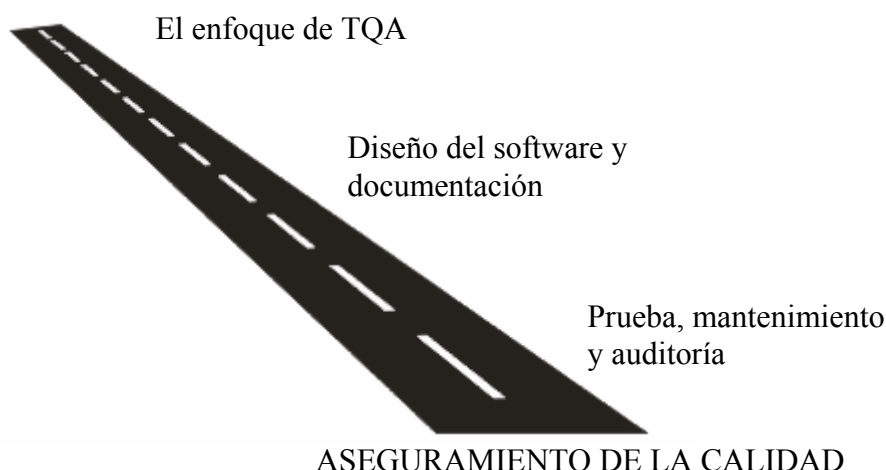 El enfoque de TQA
Diseño del software y
documentación
Prueba, mantenimiento
y auditoría
ASEGURAMIENTO DE LA CALIDAD